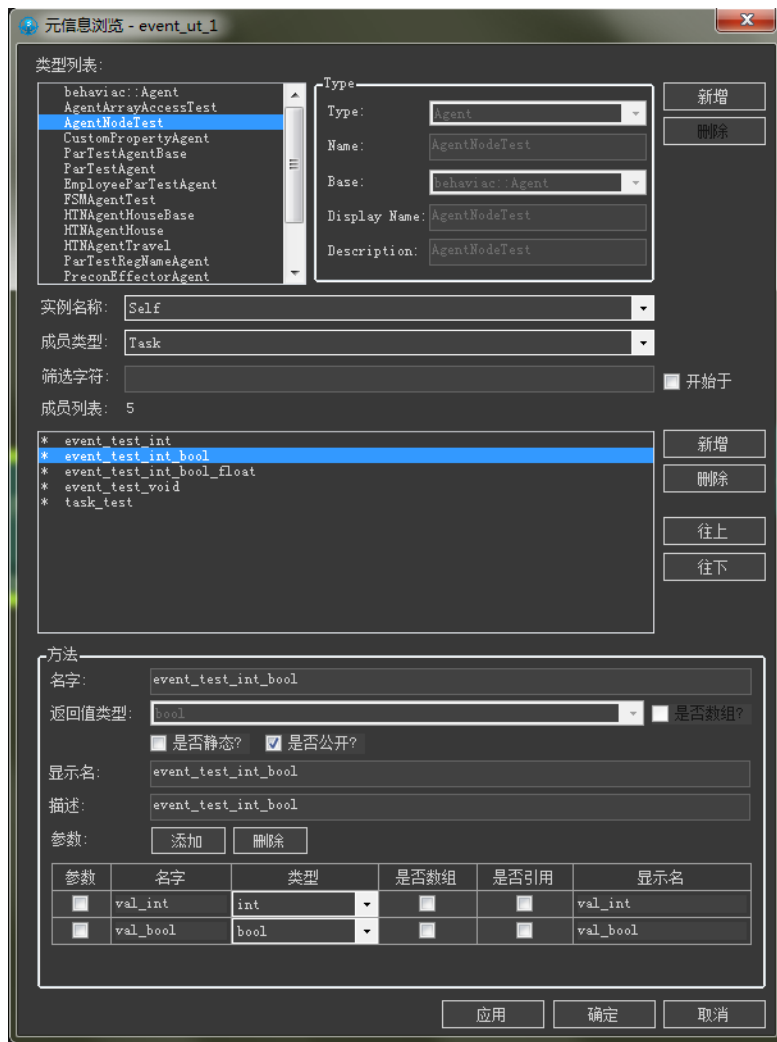 元信息浏览 - event_ut_1
类型列表:
behaviac::Agent
AgentArrayAccessTest
AgentNodeTest
CustomPropertyAgent
ParTestAgentBase
ParTestAgent
EmployeeParTestAgent
FSMAgentTest
HTNAgentHouseBase
HTNAgentHouse
HTNAgentTravel
ParTestRegNameAgent
PreconEffectorAgent
Type
Type: Agent
Name: AgentNodeTest
Base: behaviac::Agent
Display Name: AgentNodeTest
Description: AgentNodeTest
新增
删除
实例名称: Self
成员类型: Task
筛选字符: 开始于
成员列表: 5
* event_test_int
* event_test_int_bool
* event_test_int_bool_float
* event_test_void
* task_test
新增
删除
往上
往下
方法
名字: event_test_int_bool
返回值类型: bool 是否数组?
是否静态? 是否公开?
显示名: event_test_int_bool
描述: event_test_int_bool
参数: 添加 删除
参数 名字 类型 是否数组 是否引用 显示名
val_int int val_int
val_bool bool val_bool
应用 确定 取消